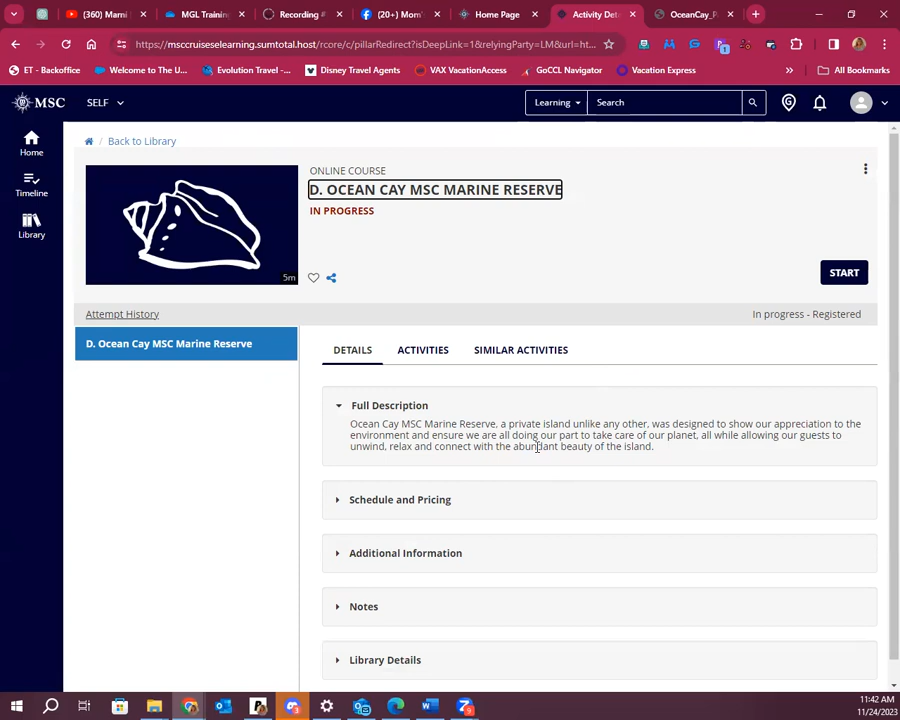 (360) Marni
MGL Training
Recording #
(20+) Mom'
Home Page
Activity Det
OceanCay_P
https://msccruiseselearning.sumtotal.host/rcore/c/pillarRedirect?isDeepLink=1&relyingParty=LM&url=ht...
ET - Backoffice
Welcome to The U...
Evolution Travel -...
Disney Travel Agents
VAX VacationAccess
GoCCL Navigator
Vacation Express
All Bookmarks
MSC
SELF
Learning
Search
Home
Timeline
Library
Back to Library
ONLINE COURSE
D. OCEAN CAY MSC MARINE RESERVE
IN PROGRESS
5m
START
Attempt History
In progress - Registered
D. Ocean Cay MSC Marine Reserve
DETAILS ACTIVITIES SIMILAR ACTIVITIES
Full Description
Ocean Cay MSC Marine Reserve, a private island unlike any other, was designed to show our appreciation to the
environment and ensure we are all doing our part to take care of our planet, all while allowing our guests to
unwind, relax and connect with the abundant beauty of the island.
Schedule and Pricing
Additional Information
Notes
Library Details
11:42 AM
11/24/2023